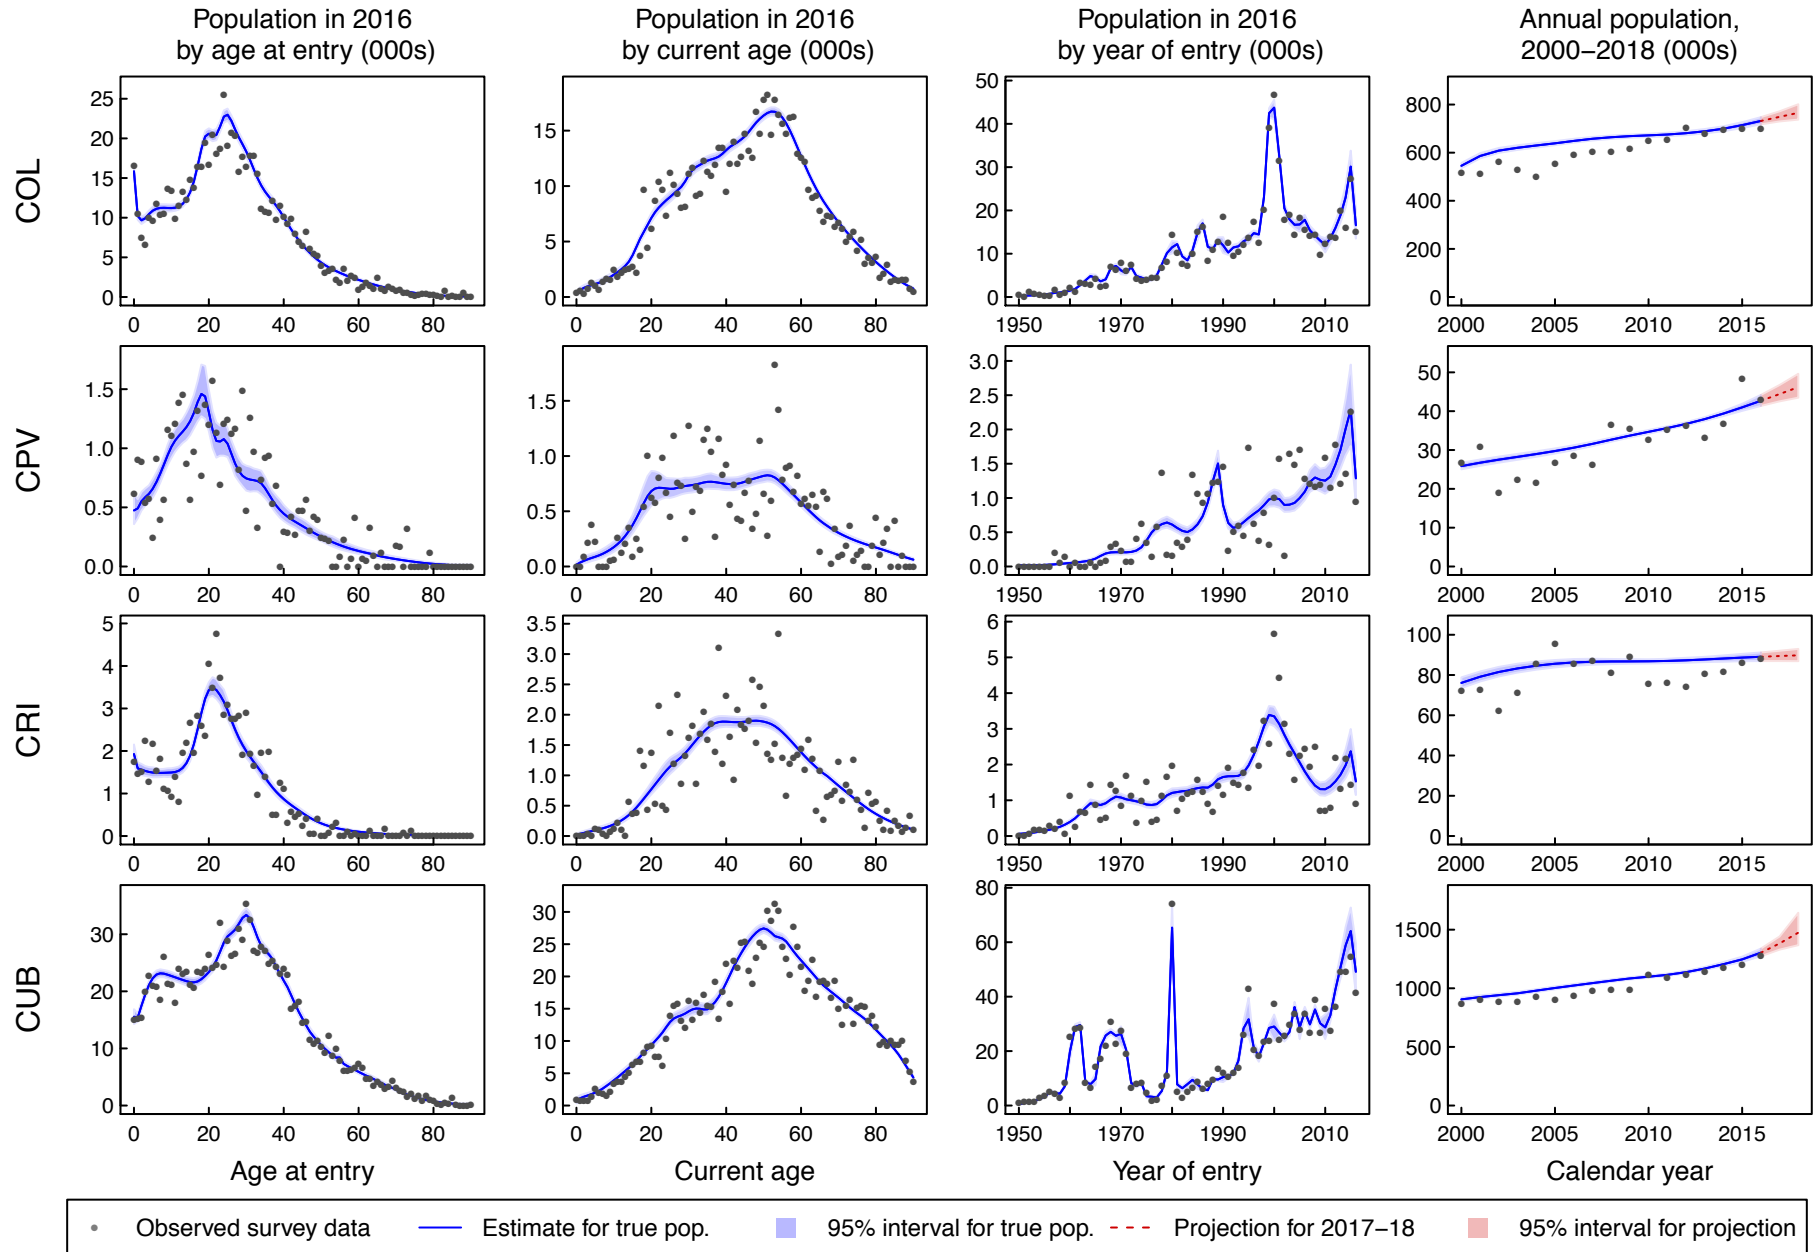 Population in 2016
by age at entry (000s)
Population in 2016
by current age (000s)
Population in 2016
by year of entry (000s)
Annual population,
2000−2018 (000s)
COL
25
20
15
10
5
0
0 20 40 60 80
15
10
5
0
0 20 40 60 80
50
40
30
20
10
0
1950 1970 1990 2010
800
600
400
200
0
2000 2005 2010 2015
CPV
1.5
1.0
0.5
0.0
0 20 40 60 80
1.5
1.0
0.5
0.0
0 20 40 60 80
3.0
2.5
2.0
1.5
1.0
0.5
0.0
1950 1970 1990 2010
50
40
30
20
10
0
2000 2005 2010 2015
CRI
5
4
3
2
1
0
0 20 40 60 80
3.5
3.0
2.5
2.0
1.5
1.0
0.5
0.0
0 20 40 60 80
6
5
4
3
2
1
0
1950 1970 1990 2010
100
80
60
40
20
0
2000 2005 2010 2015
CUB
30
20
10
0
0 20 40 60 80
30
25
20
15
10
5
0
0 20 40 60 80
80
60
40
20
0
1950 1970 1990 2010
1500
1000
500
0
2000 2005 2010 2015
Age at entry
Current age
Year of entry
Calendar year
Observed survey data
Estimate for true pop.
95% interval for true pop.
Projection for 2017−18
95% interval for projection